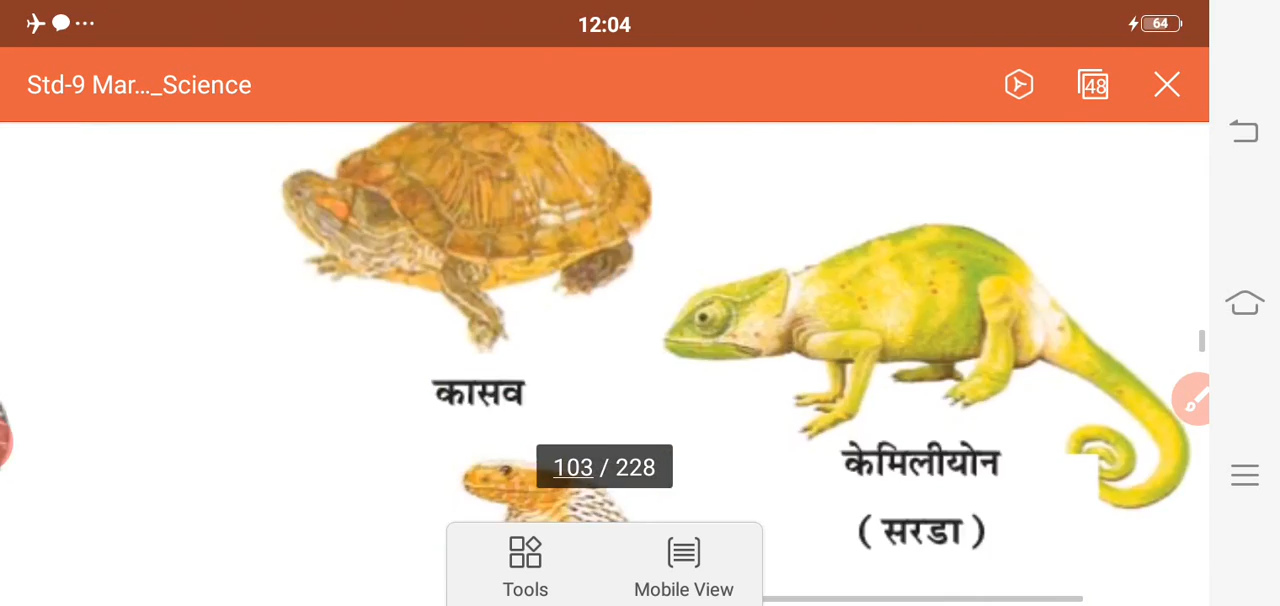 12:04
64
Std-9 Mar..._Science
48
कासव
केमिलीयोन
( सरडा )
103 / 228
Tools
Mobile View